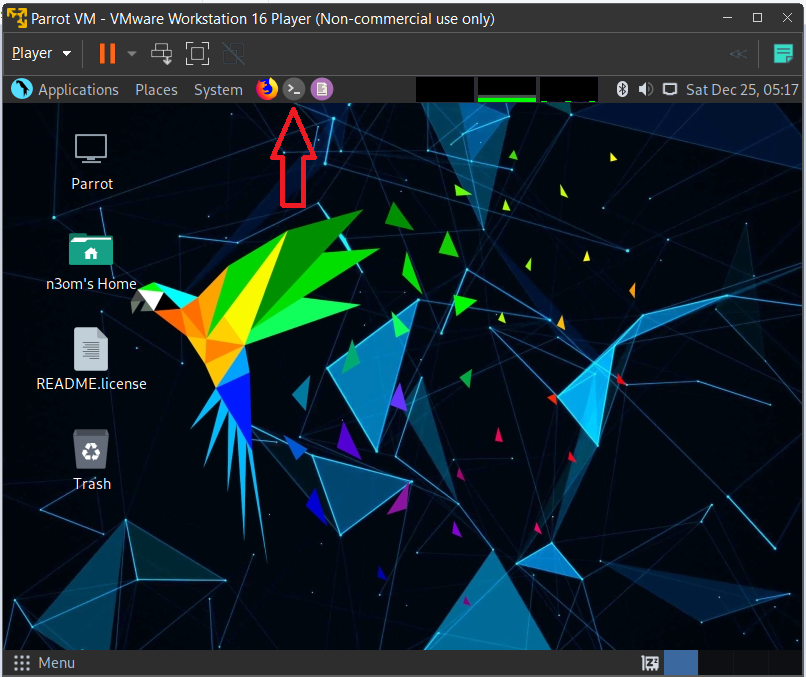 Parrot VM - VMware Workstation 16 Player (Non-commercial use only)
Player
Applications Places System Sat Dec 25, 05:17
Parrot
n3om's Home
README.license
Trash
Menu